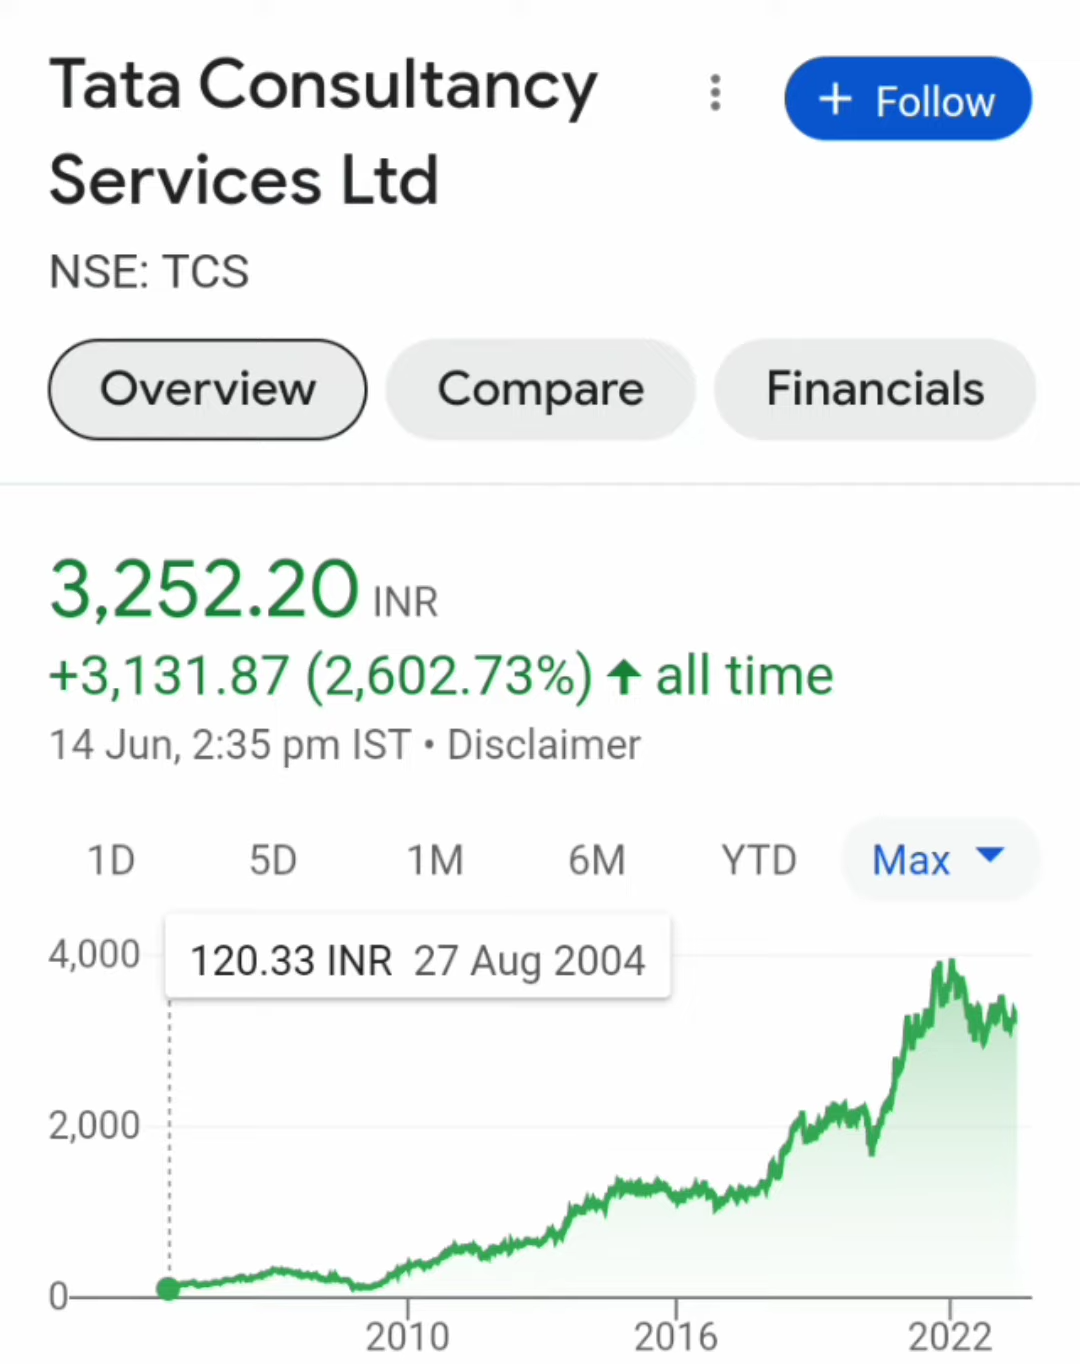 Tata Consultancy
Services Ltd
+ Follow
NSE: TCS
Overview
Compare
Financials
3,252.20 INR
+3,131.87 (2,602.73%) ↑ all time
14 Jun, 2:35 pm IST • Disclaimer
1D 5D 1M 6M YTD Max
120.33 INR 27 Aug 2004
4,000
2,000
0
2010 2016 2022